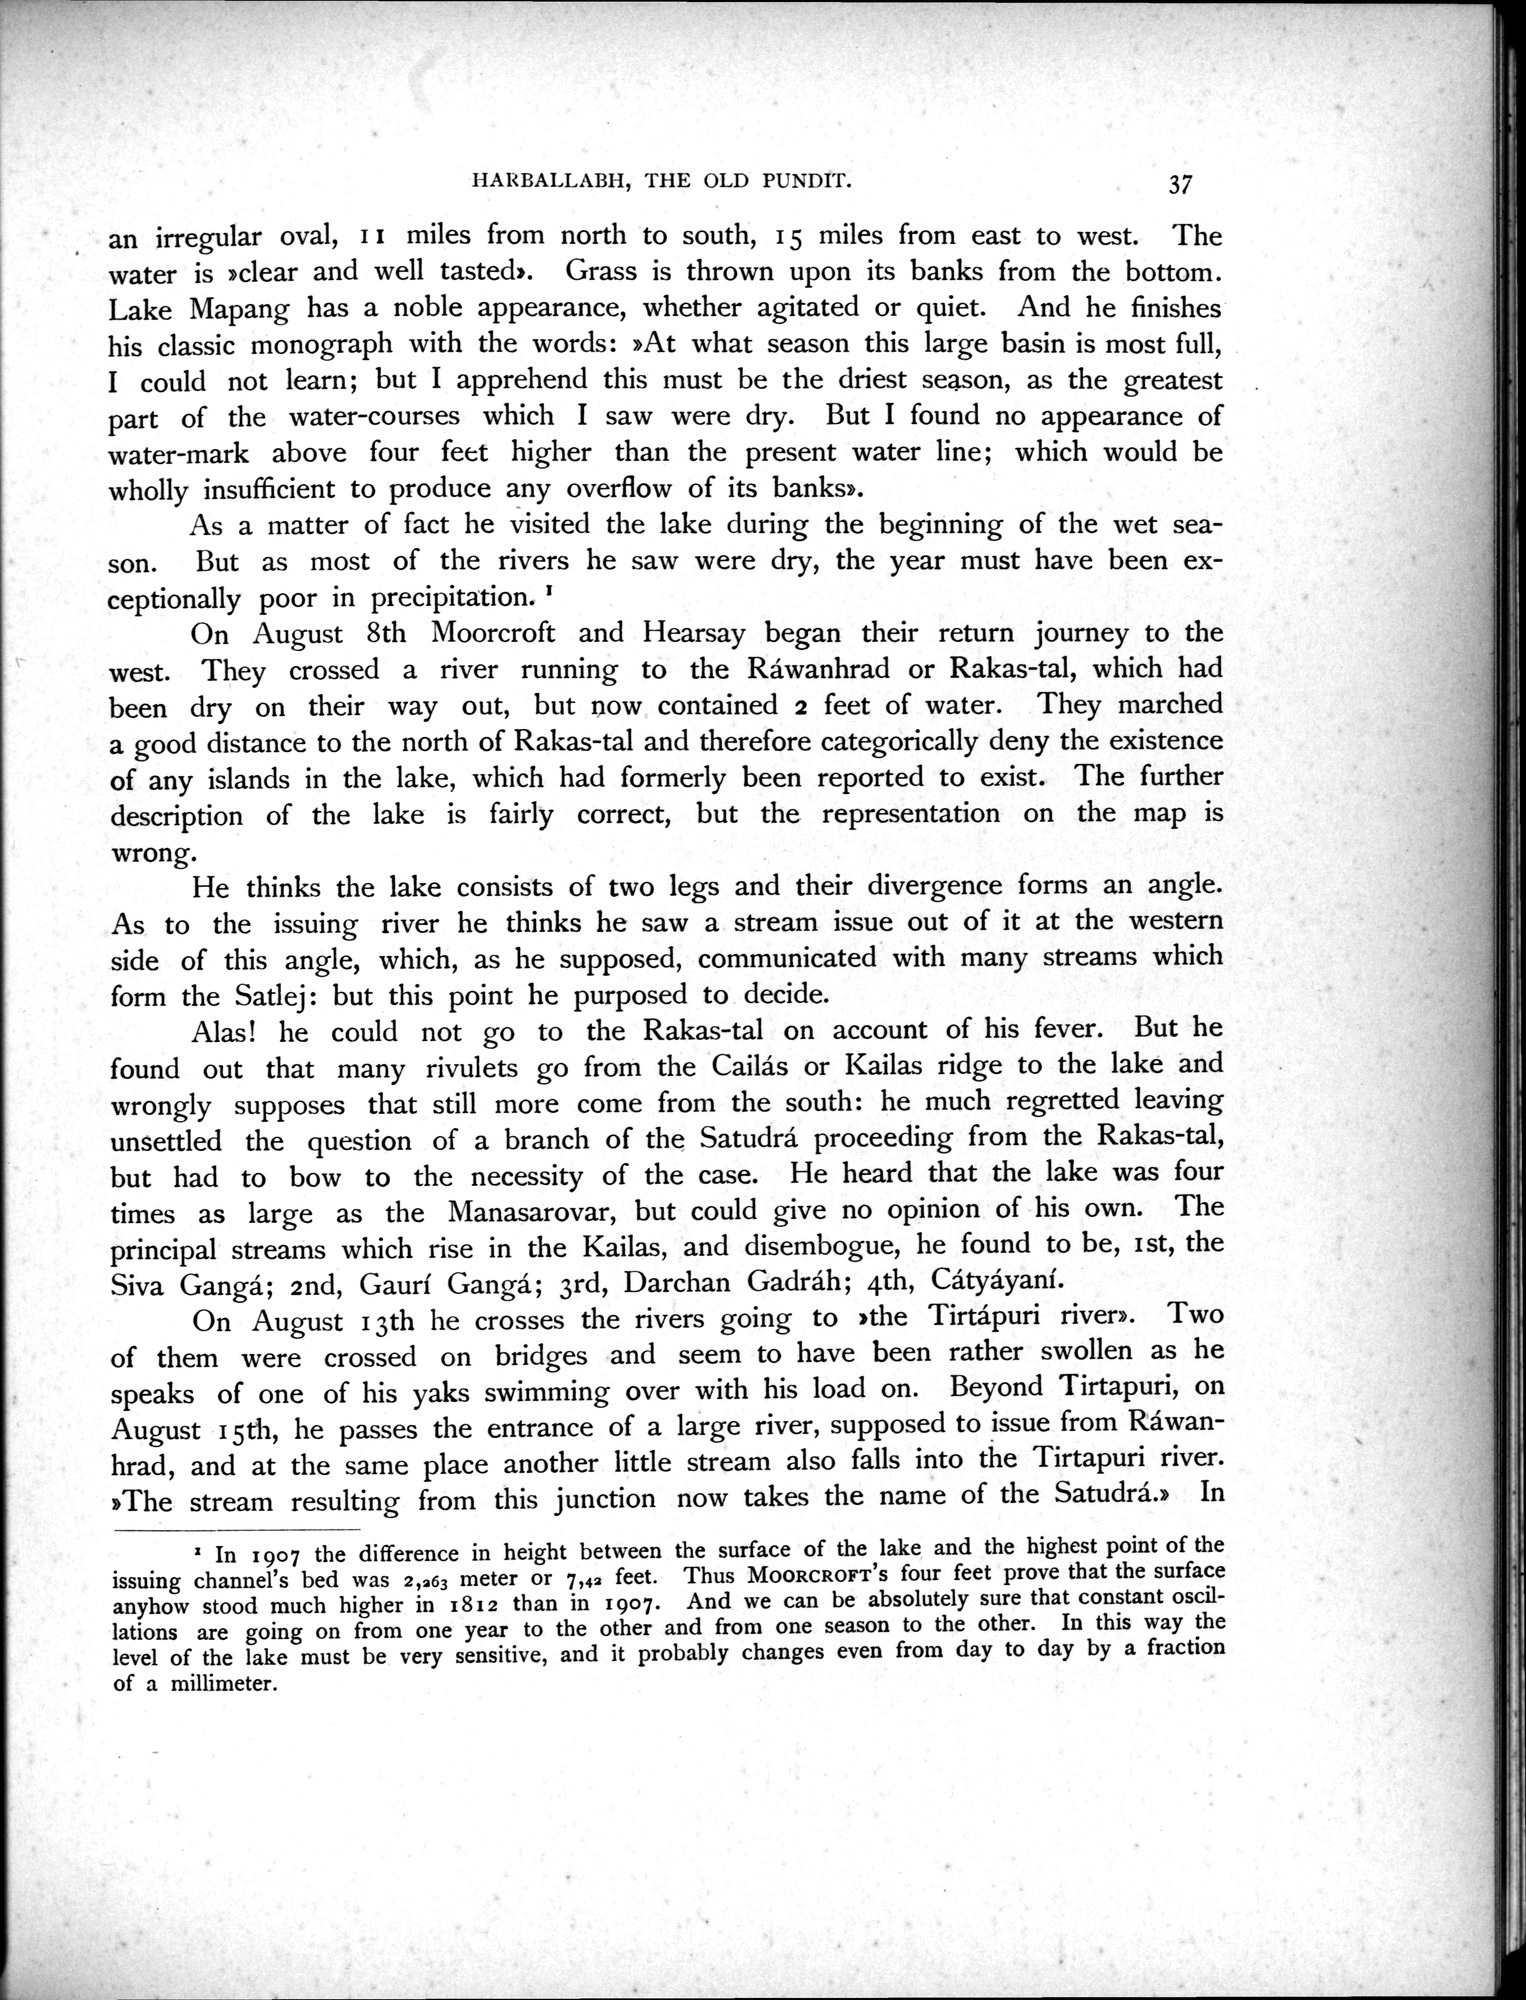 HARBALLABH, THE OLD PUNDIT. 37
an irregular oval, 11 miles from north to south, 15 miles from east to west. The
water is »clear and well tasted». Grass is thrown upon its banks from the bottom.
Lake Mapang has a noble appearance, whether agitated or quiet. And he finishes
his classic monograph with the words: »At what season this large basin is most full,
I could not learn; but I apprehend this must be the driest season, as the greatest
part of the water-courses which I saw were dry. But I found no appearance of
water-mark above four feet higher than the present water line; which would be
wholly insufficient to produce any overflow of its banks».
As a matter of fact he visited the lake during the beginning of the wet sea-
son. But as most of the rivers he saw were dry, the year must have been ex-
ceptionally poor in precipitation. ¹
On August 8th Moorcroft and Hearsay began their return journey to the
west. They crossed a river running to the Ráwanhrad or Rakas-tal, which had
been dry on their way out, but now contained 2 feet of water. They marched
a good distance to the north of Rakas-tal and therefore categorically deny the existence
of any islands in the lake, which had formerly been reported to exist. The further
description of the lake is fairly correct, but the representation on the map is
wrong.
He thinks the lake consists of two legs and their divergence forms an angle.
As to the issuing river he thinks he saw a stream issue out of it at the western
side of this angle, which, as he supposed, communicated with many streams which
form the Satlej: but this point he purposed to decide.
Alas! he could not go to the Rakas-tal on account of his fever. But he
found out that many rivulets go from the Cailás or Kailas ridge to the lake and
wrongly supposes that still more come from the south: he much regretted leaving
unsettled the question of a branch of the Satudrá proceeding from the Rakas-tal,
but had to bow to the necessity of the case. He heard that the lake was four
times as large as the Manasarovar, but could give no opinion of his own. The
principal streams which rise in the Kailas, and disembogue, he found to be, 1st, the
Siva Gangá; 2nd, Gaurí Gangá; 3rd, Darchan Gadráh; 4th, Cátyáyaní.
On August 13th he crosses the rivers going to »the Tirtápuri river». Two
of them were crossed on bridges and seem to have been rather swollen as he
speaks of one of his yaks swimming over with his load on. Beyond Tirtapuri, on
August 15th, he passes the entrance of a large river, supposed to issue from Ráwan-
hrad, and at the same place another little stream also falls into the Tirtapuri river.
»The stream resulting from this junction now takes the name of the Satudrá.» In
¹ In 1907 the difference in height between the surface of the lake and the highest point of the
issuing channel's bed was 2,263 meter or 7,42 feet. Thus MOORCROFT'S four feet prove that the surface
anyhow stood much higher in 1812 than in 1907. And we can be absolutely sure that constant oscil-
lations are going on from one year to the other and from one season to the other. In this way the
level of the lake must be very sensitive, and it probably changes even from day to day by a fraction
of a millimeter.